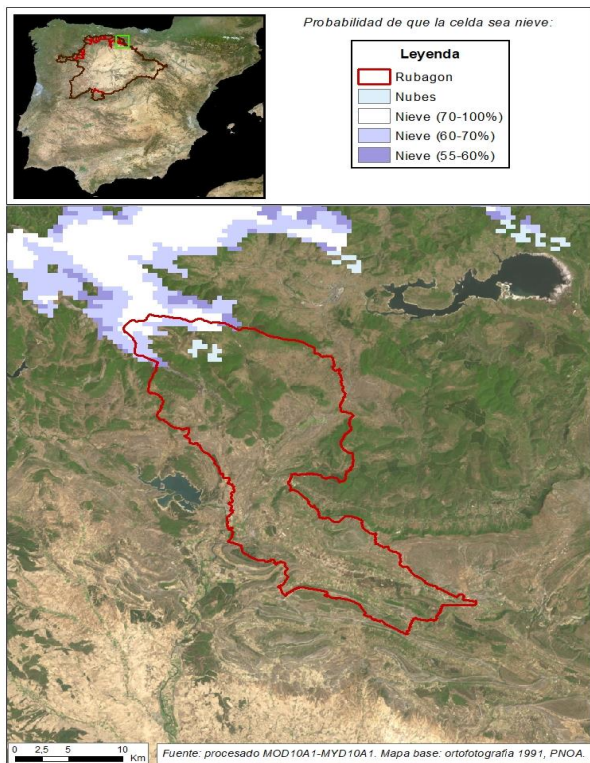 Probabilidad de que la celda sea nieve:
Leyenda
Rubagon
Nubes
Nieve (70-100%)
Nieve (60-70%)
Nieve (55-60%)
0 2,5 5 10
Km
Fuente: procesado MOD10A1-MYD10A1. Mapa base: ortofotografia 1991, PNOA.